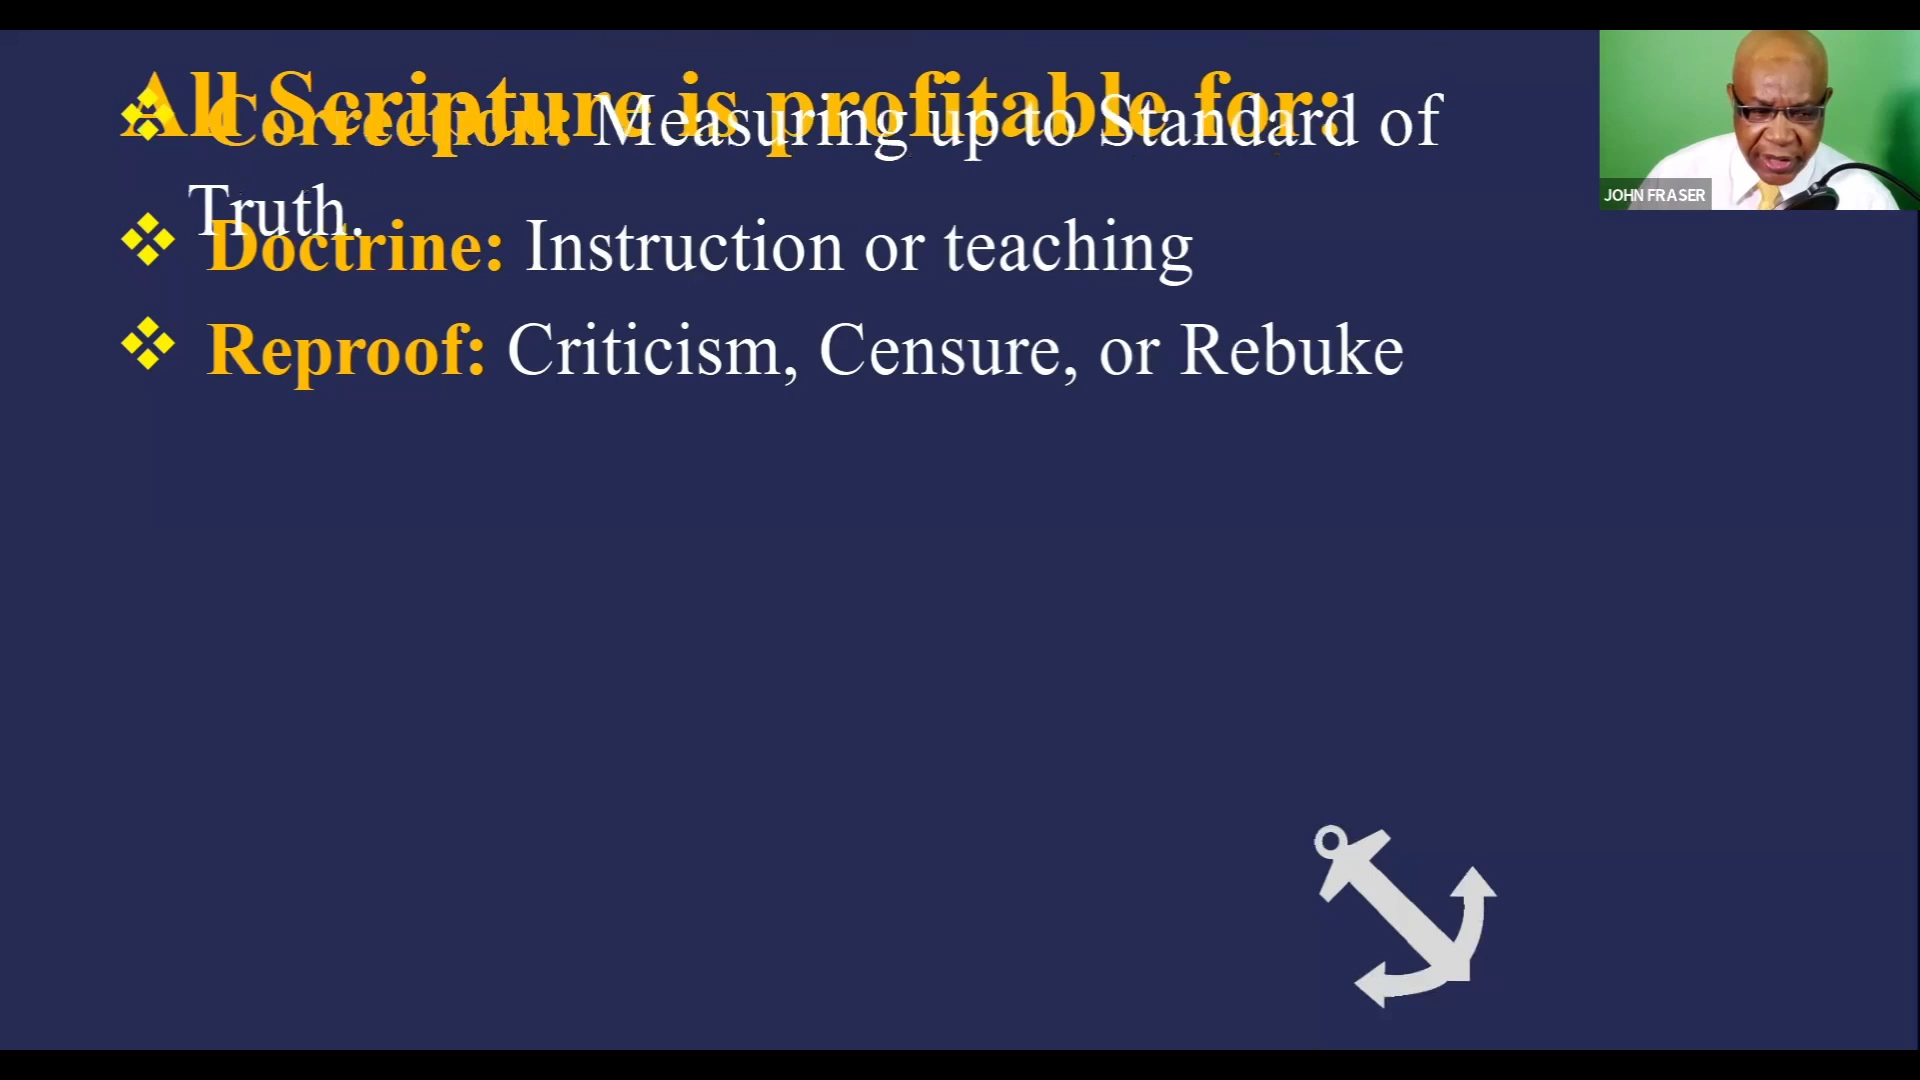 All Scripture is profitable for:
Correction: Measuring up to Standard of
Truth.
Doctrine: Instruction or teaching
Reproof: Criticism, Censure, or Rebuke
JOHN FRASER